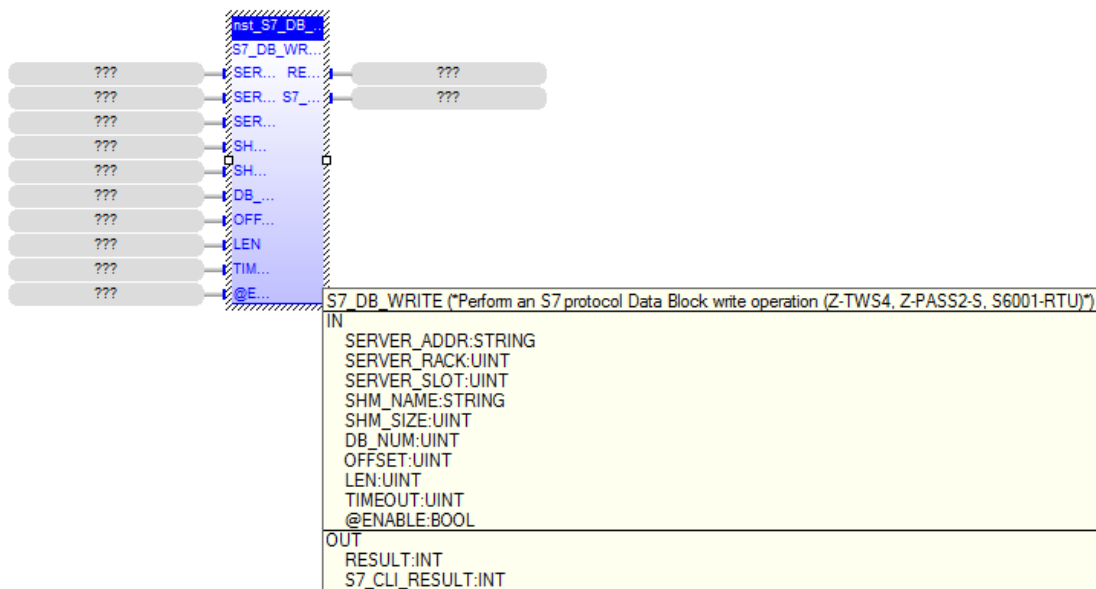 nst_S7_DB_...
S7_DB_WR...
??? SER... RE... ???
??? SER... S7_... ???
??? SER...
??? SH...
??? SH...
??? DB_...
??? OFF...
??? LEN
??? TIM...
??? @E...
S7_DB_WRITE (*Perform an S7 protocol Data Block write operation (Z-TWS4, Z-PASS2-S, S6001-RTU)*)
IN
SERVER_ADDR:STRING
SERVER_RACK:UINT
SERVER_SLOT:UINT
SHM_NAME:STRING
SHM_SIZE:UINT
DB_NUM:UINT
OFFSET:UINT
LEN:UINT
TIMEOUT:UINT
@ENABLE:BOOL
OUT
RESULT:INT
S7_CLI_RESULT:INT